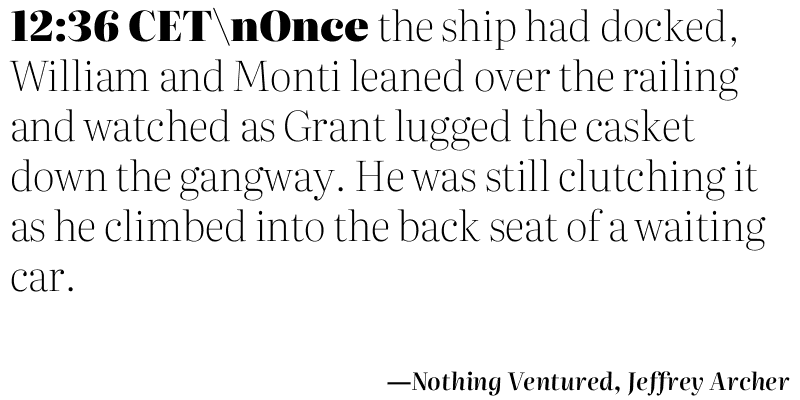 12:36 CET\nOnce the ship had docked,
William and Monti leaned over the railing
and watched as Grant lugged the casket
down the gangway. He was still clutching it
as he climbed into the back seat of a waiting
car.
—Nothing Ventured, Jeffrey Archer